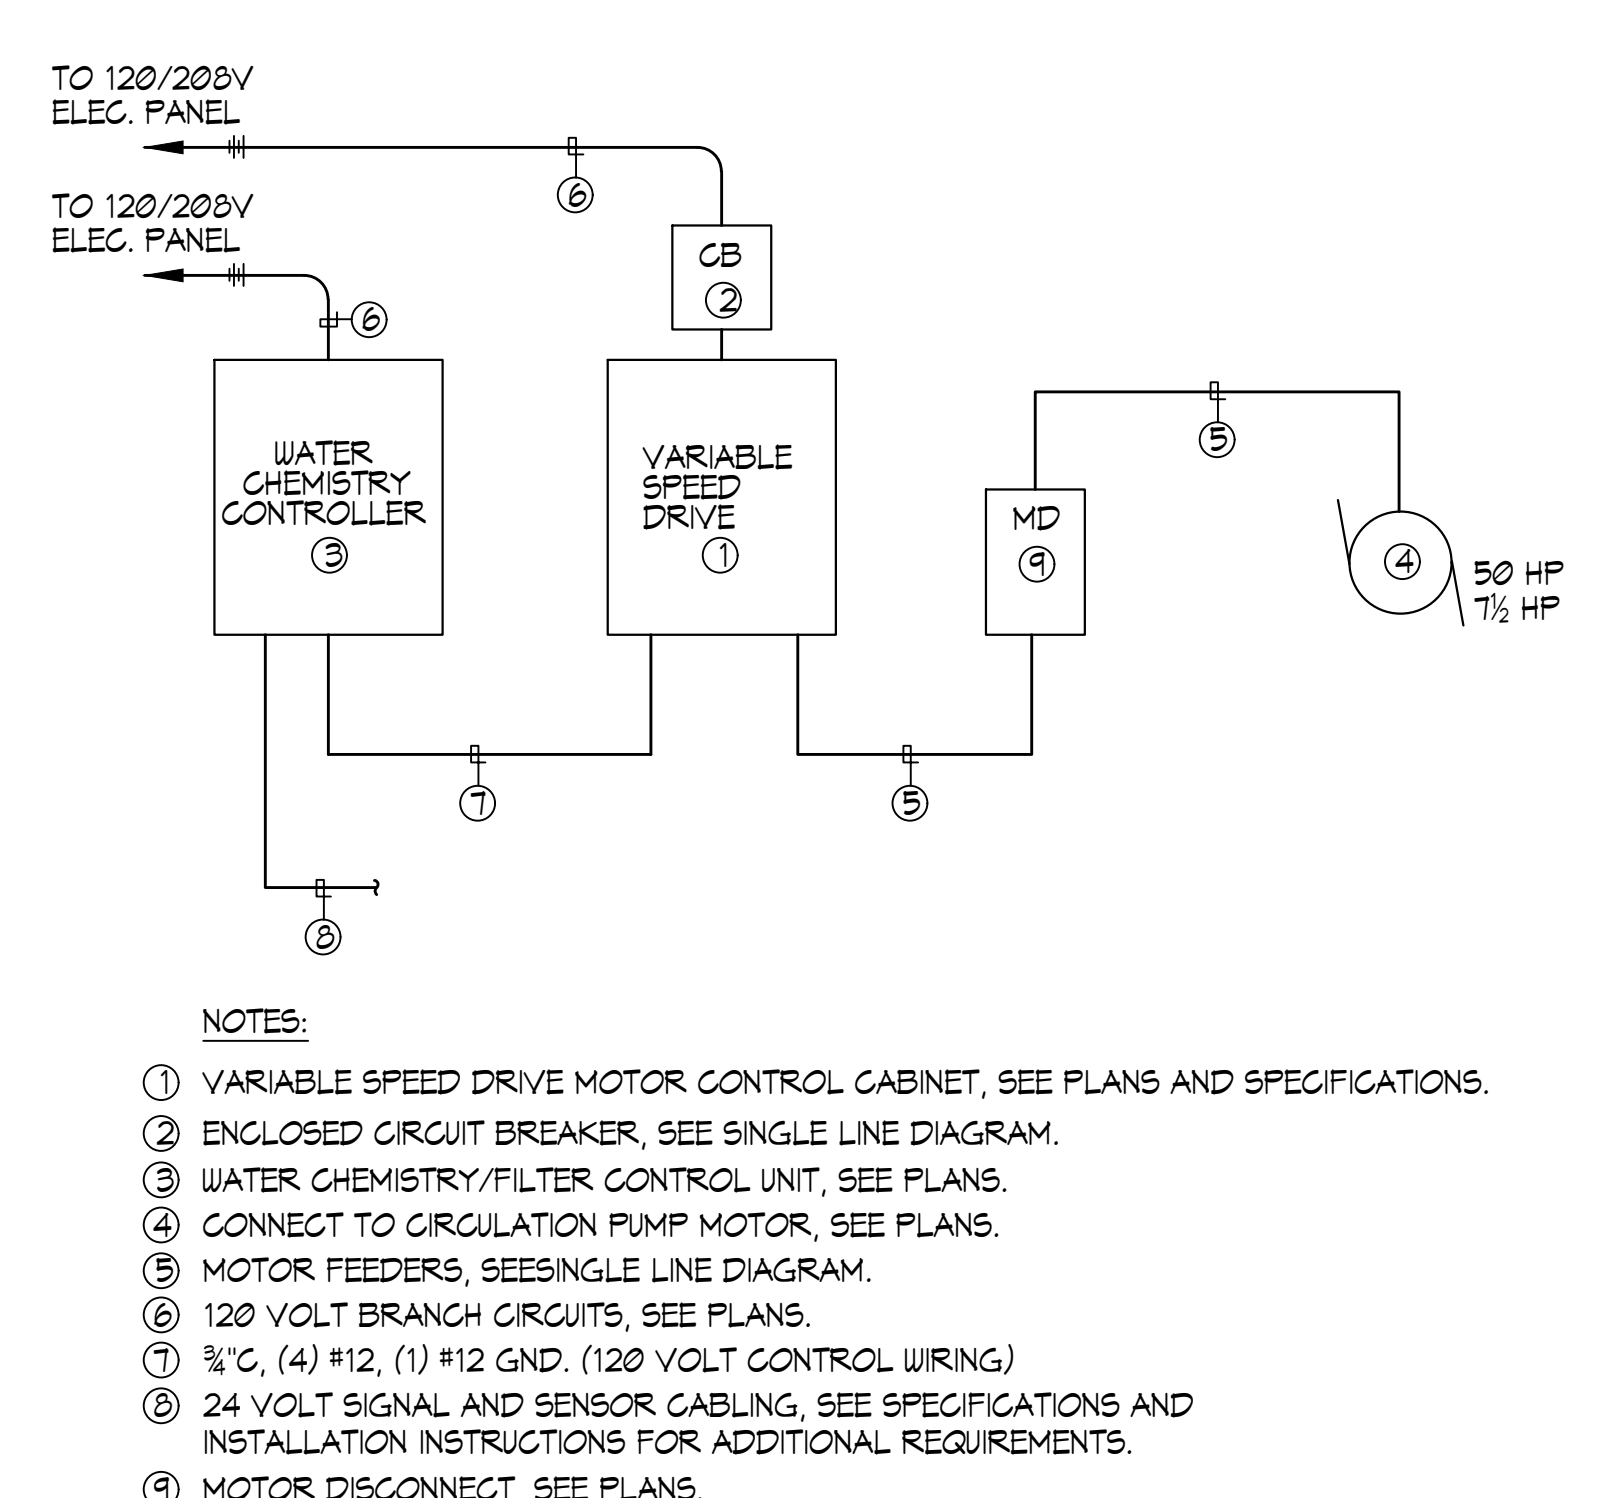 TO 120/208V
ELEC. PANEL
6
TO 120/208V
ELEC. PANEL
6
CB
2
WATER
CHEMISTRY
CONTROLLER
3
VARIABLE
SPEED
DRIVE
1
5
MD
9
4
50 HP
7½ HP
7
5
8
NOTES:
1 VARIABLE SPEED DRIVE MOTOR CONTROL CABINET, SEE PLANS AND SPECIFICATIONS.
2 ENCLOSED CIRCUIT BREAKER, SEE SINGLE LINE DIAGRAM.
3 WATER CHEMISTRY/FILTER CONTROL UNIT, SEE PLANS.
4 CONNECT TO CIRCULATION PUMP MOTOR, SEE PLANS.
5 MOTOR FEEDERS, SEESINGLE LINE DIAGRAM.
6 120 VOLT BRANCH CIRCUITS, SEE PLANS.
7 ¾"C, (4) #12, (1) #12 GND. (120 VOLT CONTROL WIRING)
8 24 VOLT SIGNAL AND SENSOR CABLING, SEE SPECIFICATIONS AND
INSTALLATION INSTRUCTIONS FOR ADDITIONAL REQUIREMENTS.
9 MOTOR DISCONNECT, SEE PLANS.